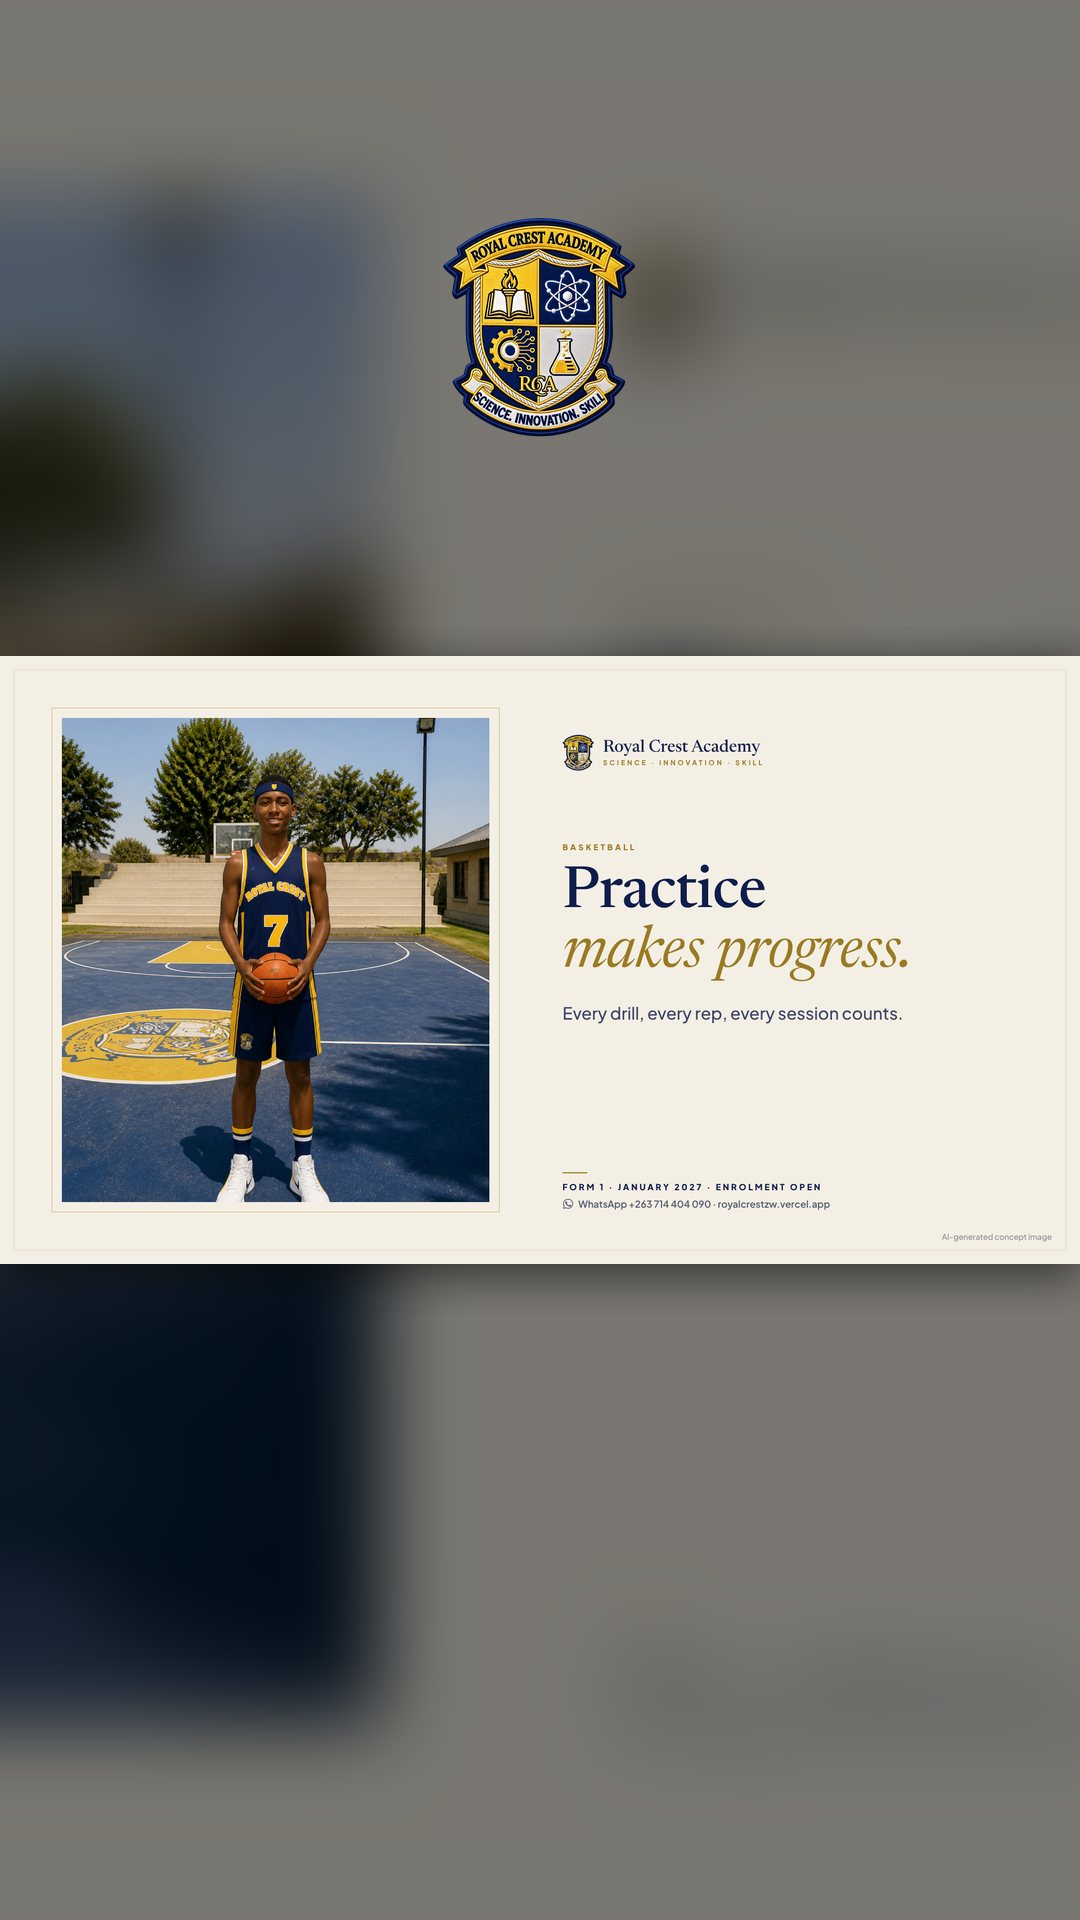 ROYAL CREST ACADEMY
RCA
SCIENCE. INNOVATION. SKILL
Royal Crest Academy
SCIENCE · INNOVATION · SKILL
BASKETBALL
Practice
makes progress.
Every drill, every rep, every session counts.
ROYAL CREST
7
FORM 1 · JANUARY 2027 · ENROLMENT OPEN
WhatsApp +263 714 404 090 · royalcrestzw.vercel.app
AI-generated concept image